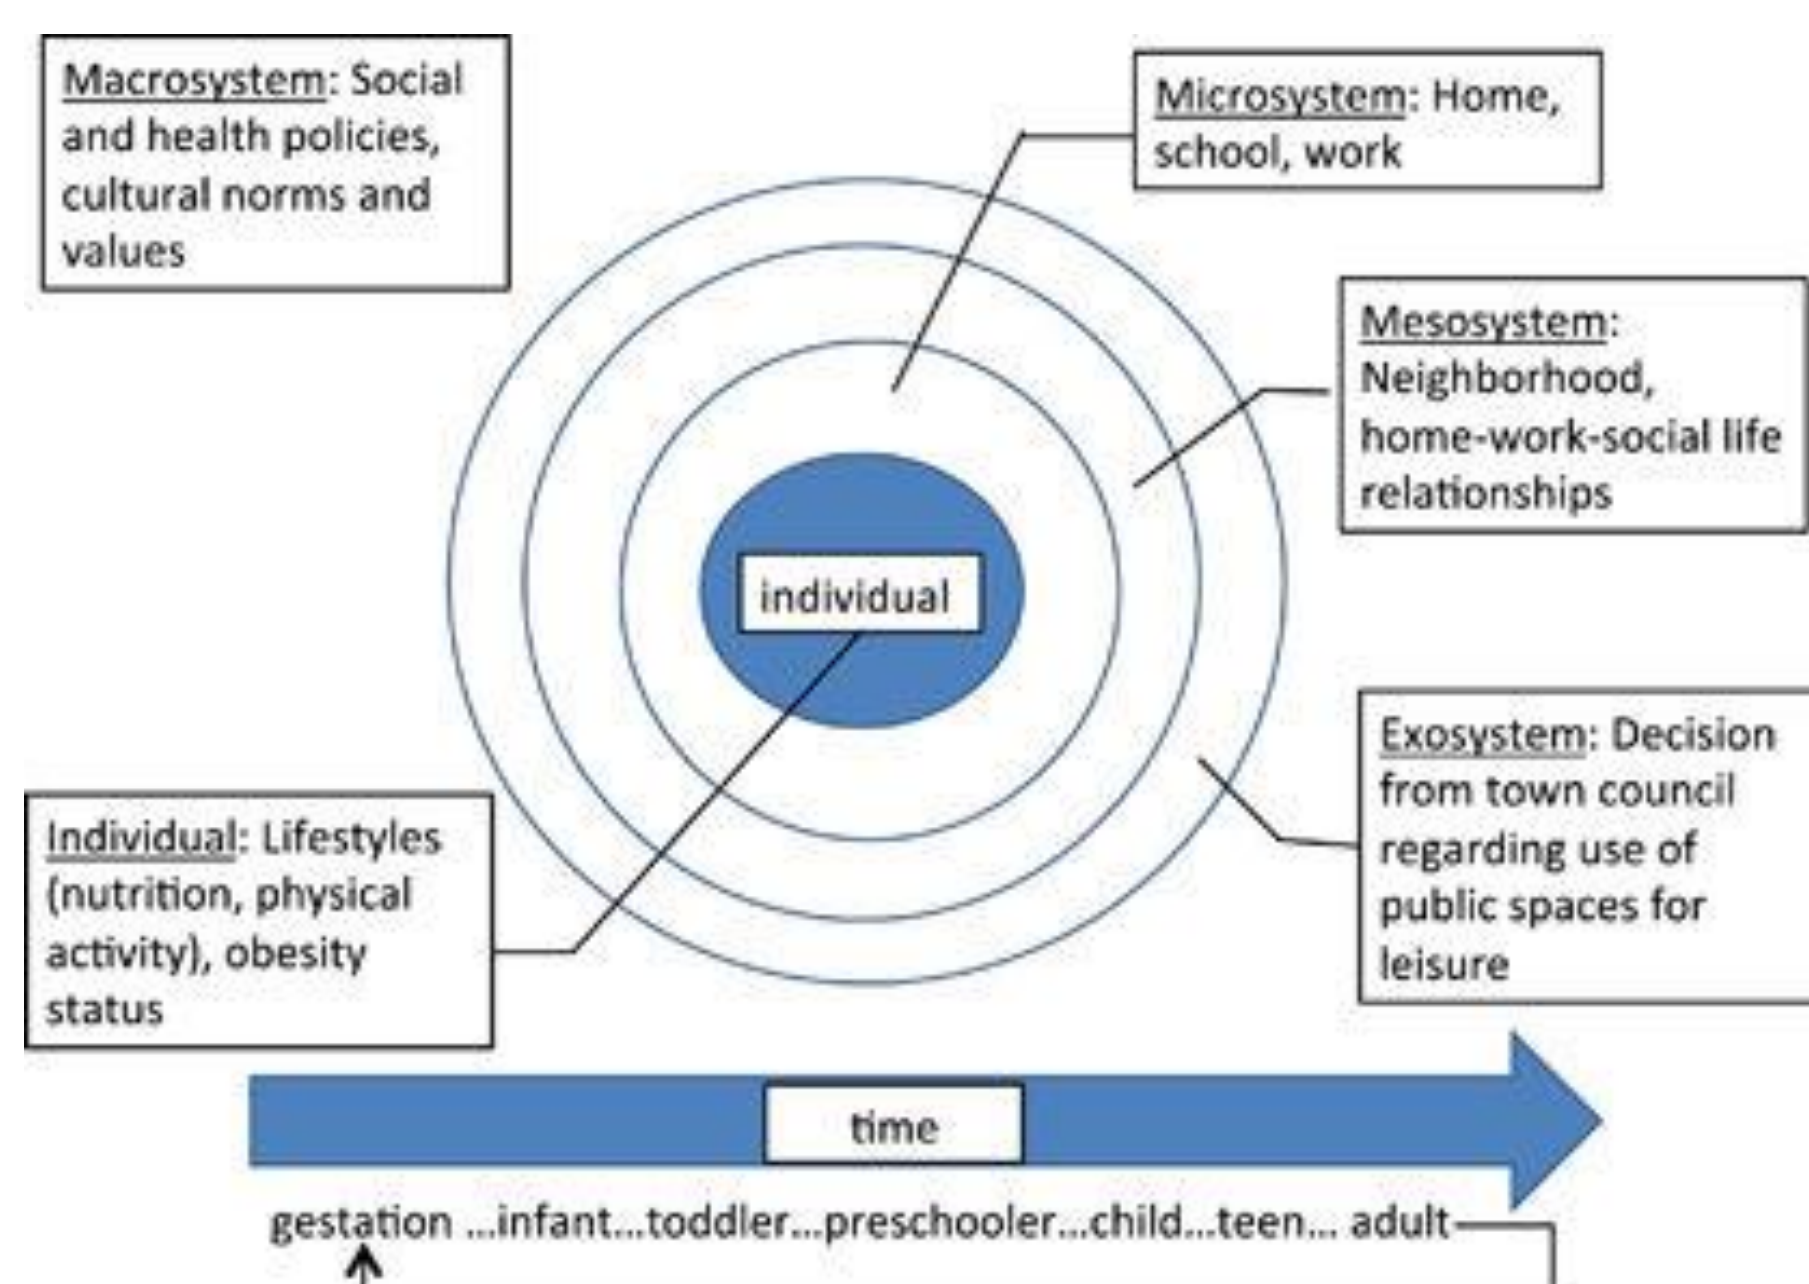 Macrosystem: Social
and health policies,
cultural norms and
values
Microsystem: Home,
school, work
Mesosystem:
Neighborhood,
home-work-social life
relationships
individual
Exosystem: Decision
from town council
regarding use of
public spaces for
leisure
Individual: Lifestyles
(nutrition, physical
activity), obesity
status
time
gestation ...infant...toddler...preschooler...child...teen... adult